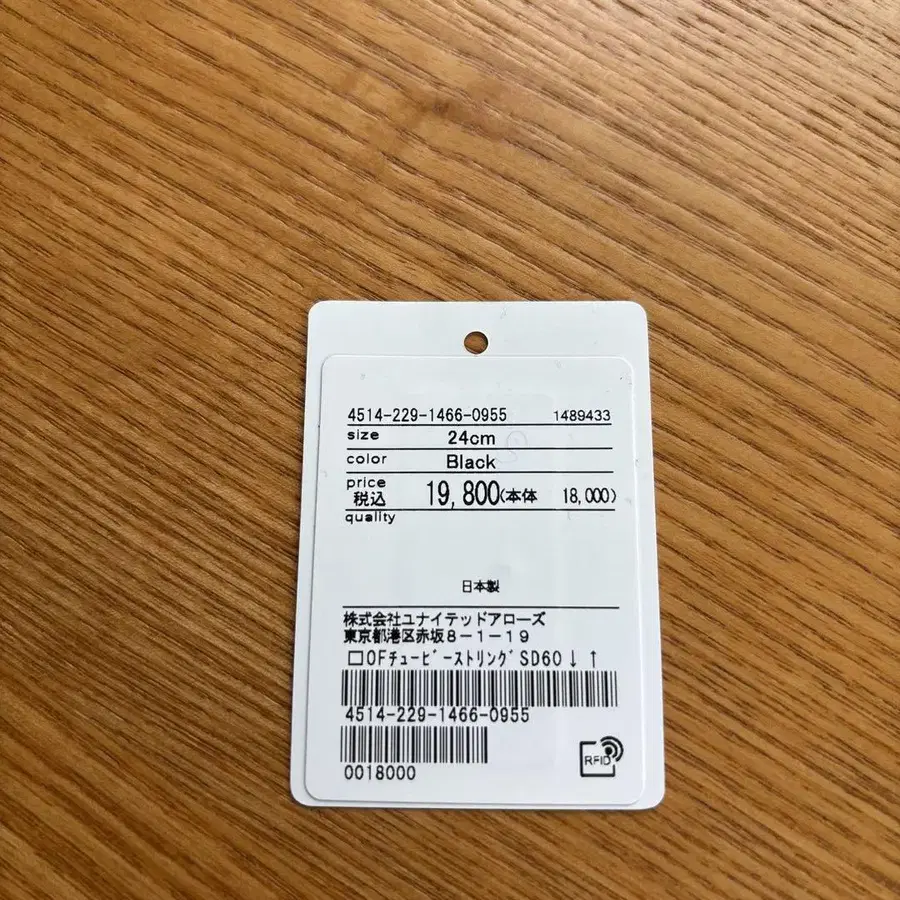 4514-229-1466-0955 1489433
size 24cm
color Black
price
税込 19,800(本体 18,000)
quality
日本製
株式会社ユナイテッドアローズ
東京都港区赤坂8-1-19
□OFチュービーストリングSD60↓ ↑
4514-229-1466-0955
0018000
RFID